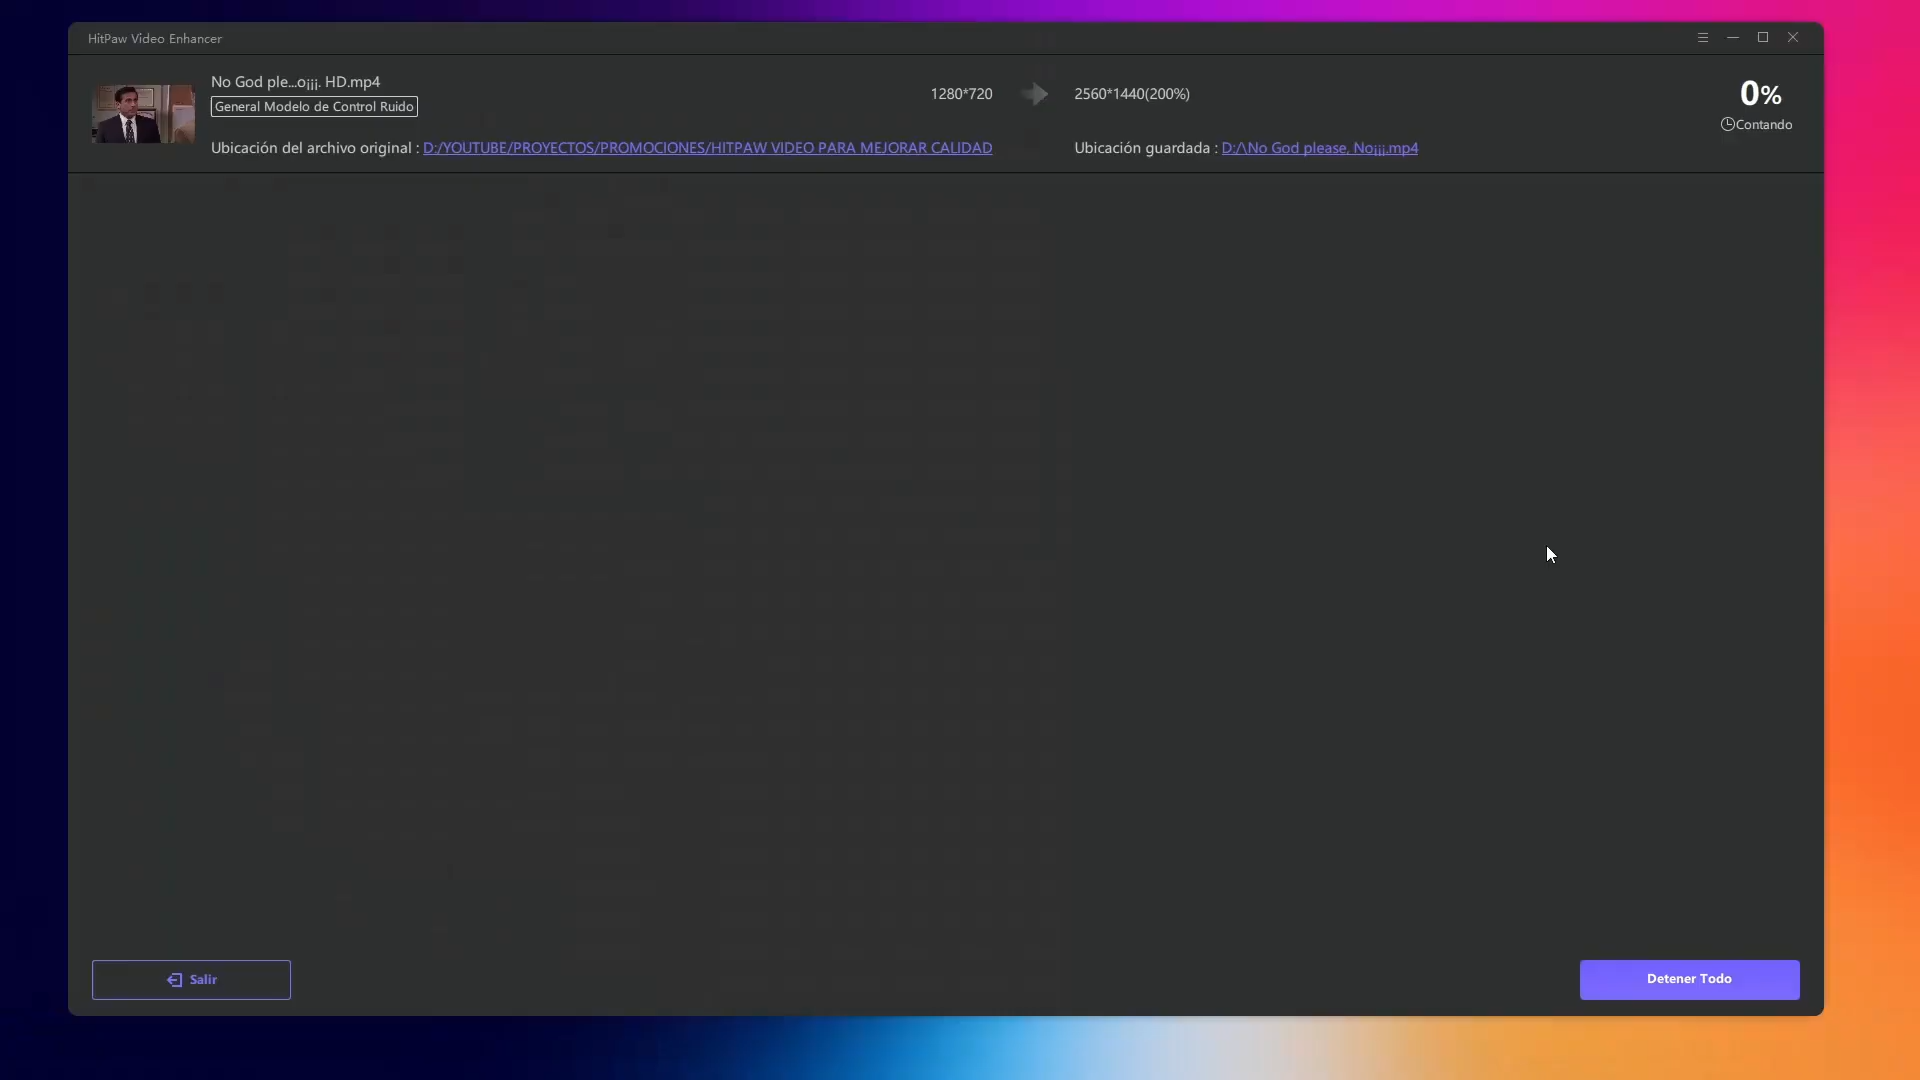 HitPaw Video Enhancer
No God ple...o¡¡¡. HD.mp4
General Modelo de Control Ruido
1280*720
2560*1440(200%)
0%
Contando
Ubicación del archivo original : D:/YOUTUBE/PROYECTOS/PROMOCIONES/HITPAW VIDEO PARA MEJORAR CALIDAD
Ubicación guardada : D:/\No God please, No¡¡¡.mp4
Salir
Detener Todo